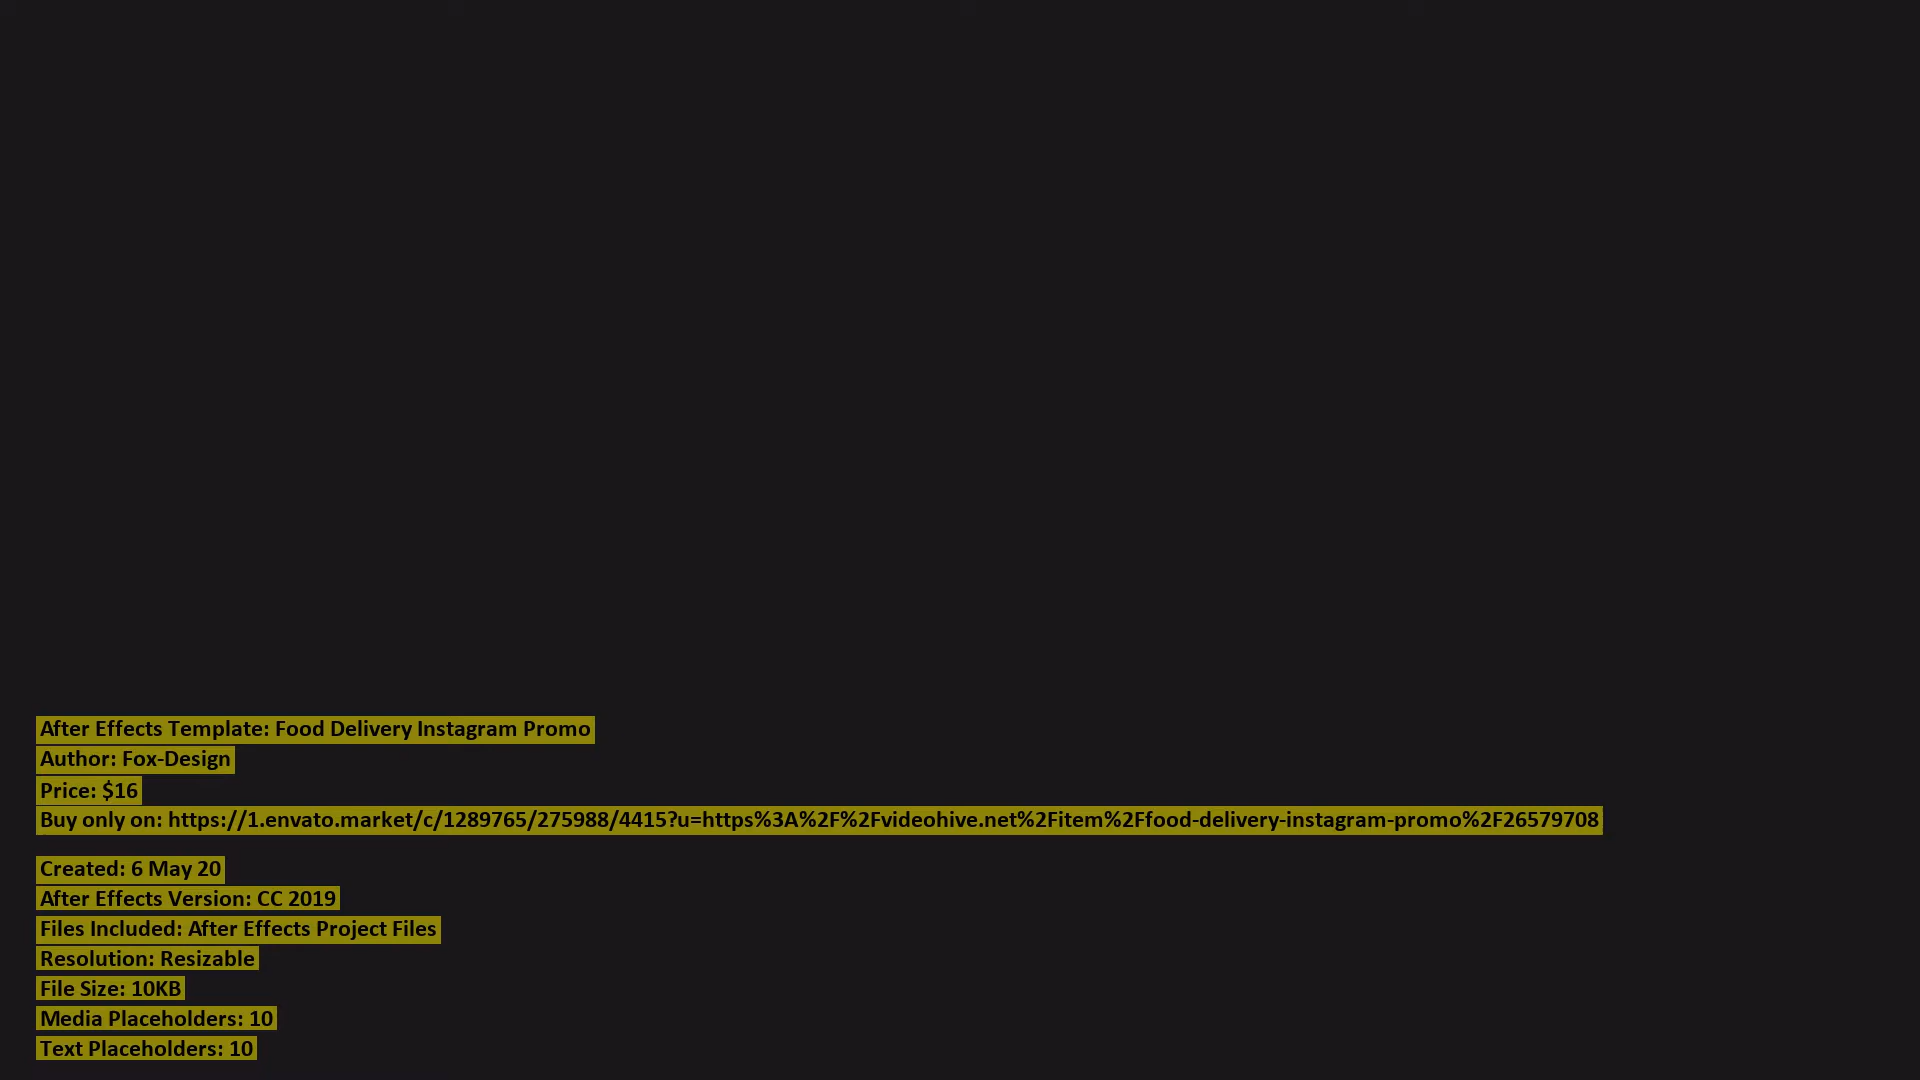 After Effects Template: Food Delivery Instagram Promo
Author: Fox-Design
Price: $16
Buy only on: https://1.envato.market/c/1289765/275988/4415?u=https%3A%2F%2Fvideohive.net%2Fitem%2Ffood-delivery-instagram-promo%2F26579708
Created: 6 May 20
After Effects Version: CC 2019
Files Included: After Effects Project Files
Resolution: Resizable
File Size: 10KB
Media Placeholders: 10
Text Placeholders: 10